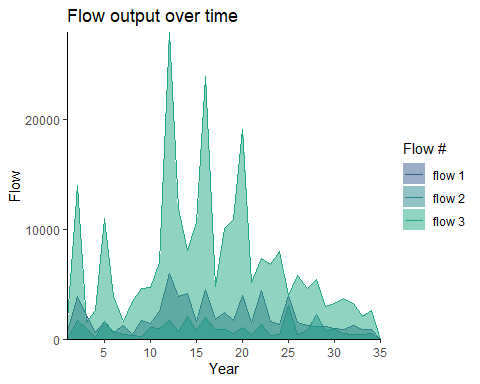 Flow output over time
20000
10000
0
Flow
5 10 15 20 25 30 35
Year
Flow #
flow 1
flow 2
flow 3